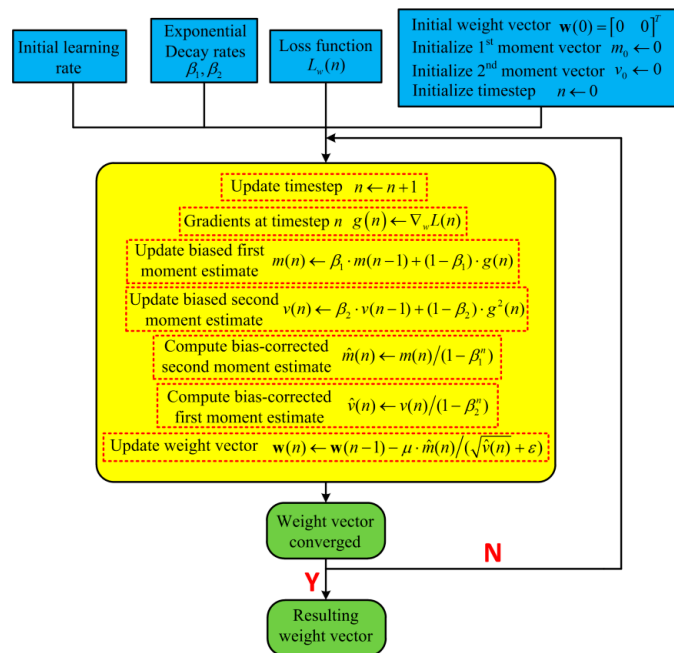 Initial learning
rate
Exponential
Decay rates
β₁, β₂
Loss function
L_w(n)
Initial weight vector w(0) = [0 0]^T
Initialize 1st moment vector m₀ ← 0
Initialize 2nd moment vector v₀ ← 0
Initialize timestep n ← 0
Update timestep n ← n + 1
Gradients at timestep n g(n) ← ∇_w L(n)
Update biased first
moment estimate m(n) ← β₁ · m(n−1) + (1−β₁) · g(n)
Update biased second
moment estimate v(n) ← β₂ · v(n−1) + (1−β₂) · g²(n)
Compute bias-corrected
second moment estimate m̂(n) ← m(n)/(1−β₁ⁿ)
Compute bias-corrected
first moment estimate v̂(n) ← v(n)/(1−β₂ⁿ)
Update weight vector w(n) ← w(n−1) − μ · m̂(n)/(√v̂(n) + ε)
Weight vector
converged
N
Y
Resulting
weight vector